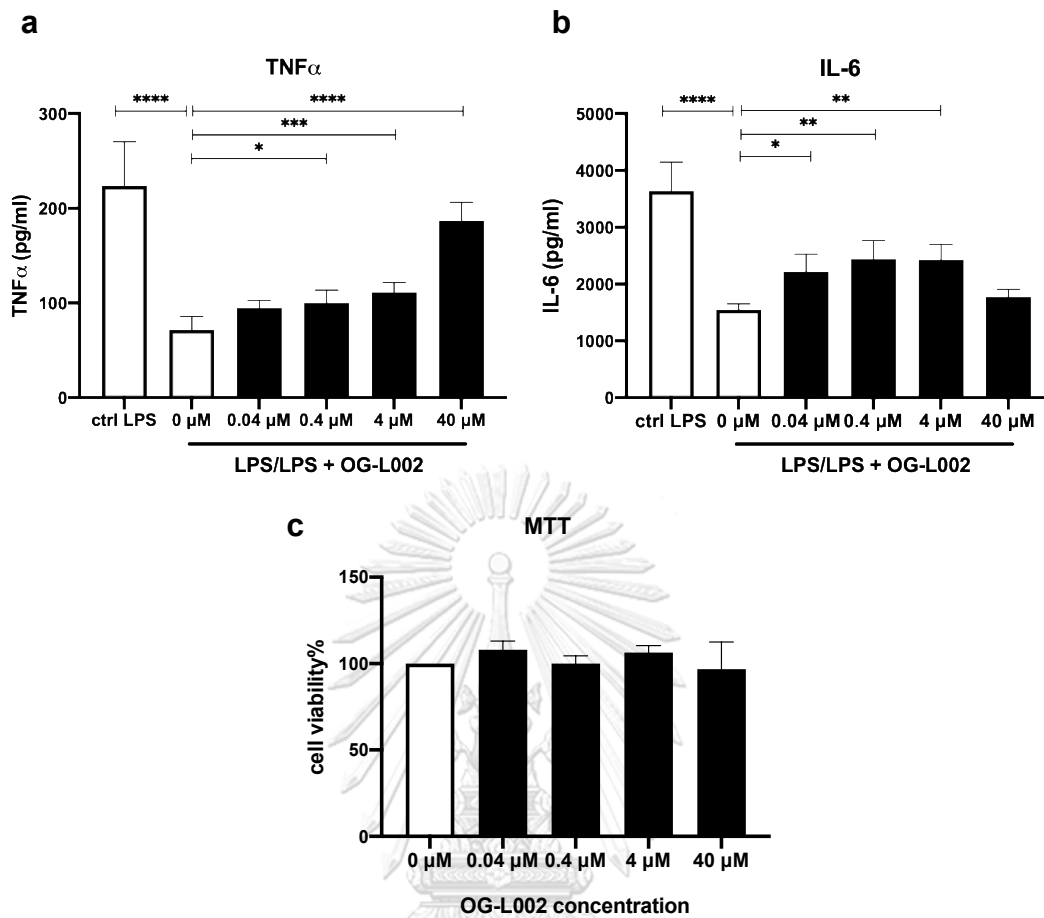 a
TNFα
**** ****
***
*
300
200
100
0
TNFα (pg/ml)
ctrl LPS 0 µM 0.04 µM 0.4 µM 4 µM 40 µM
LPS/LPS + OG-L002
b
IL-6
**** **
**
*
5000
4000
3000
2000
1000
0
IL-6 (pg/ml)
ctrl LPS 0 µM 0.04 µM 0.4 µM 4 µM 40 µM
LPS/LPS + OG-L002
c
MTT
150
100
50
0
cell viability%
0 µM 0.04 µM 0.4 µM 4 µM 40 µM
OG-L002 concentration